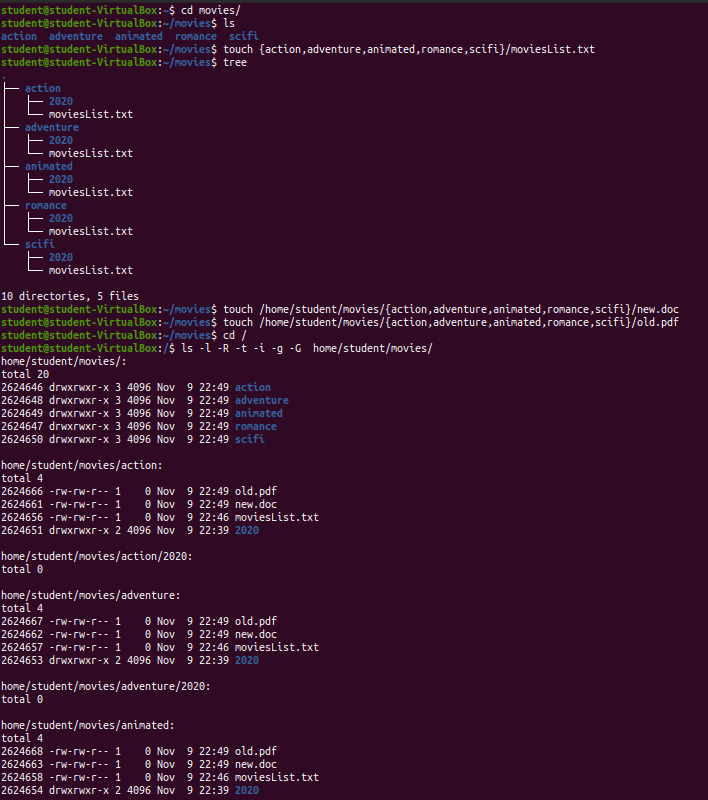 student@student-VirtualBox:~$ cd movies/
student@student-VirtualBox:~/movies$ ls
action  adventure  animated  romance  scifi
student@student-VirtualBox:~/movies$ touch {action,adventure,animated,romance,scifi}/moviesList.txt
student@student-VirtualBox:~/movies$ tree
.
├── action
│   ├── 2020
│   └── moviesList.txt
├── adventure
│   ├── 2020
│   └── moviesList.txt
├── animated
│   ├── 2020
│   └── moviesList.txt
├── romance
│   ├── 2020
│   └── moviesList.txt
└── scifi
    ├── 2020
    └── moviesList.txt

10 directories, 5 files
student@student-VirtualBox:~/movies$ touch /home/student/movies/{action,adventure,animated,romance,scifi}/new.doc
student@student-VirtualBox:~/movies$ touch /home/student/movies/{action,adventure,animated,romance,scifi}/old.pdf
student@student-VirtualBox:~/movies$ cd /
student@student-VirtualBox:/$ ls -l -R -t -i -g -G  home/student/movies/
home/student/movies/:
total 20
2624646 drwxrwxr-x 3 4096 Nov  9 22:49 action
2624648 drwxrwxr-x 3 4096 Nov  9 22:49 adventure
2624649 drwxrwxr-x 3 4096 Nov  9 22:49 animated
2624647 drwxrwxr-x 3 4096 Nov  9 22:49 romance
2624650 drwxrwxr-x 3 4096 Nov  9 22:49 scifi

home/student/movies/action:
total 4
2624666 -rw-rw-r-- 1    0 Nov  9 22:49 old.pdf
2624661 -rw-rw-r-- 1    0 Nov  9 22:49 new.doc
2624656 -rw-rw-r-- 1    0 Nov  9 22:46 moviesList.txt
2624651 drwxrwxr-x 2 4096 Nov  9 22:39 2020

home/student/movies/action/2020:
total 0

home/student/movies/adventure:
total 4
2624667 -rw-rw-r-- 1    0 Nov  9 22:49 old.pdf
2624662 -rw-rw-r-- 1    0 Nov  9 22:49 new.doc
2624657 -rw-rw-r-- 1    0 Nov  9 22:46 moviesList.txt
2624653 drwxrwxr-x 2 4096 Nov  9 22:39 2020

home/student/movies/adventure/2020:
total 0

home/student/movies/animated:
total 4
2624668 -rw-rw-r-- 1    0 Nov  9 22:49 old.pdf
2624663 -rw-rw-r-- 1    0 Nov  9 22:49 new.doc
2624658 -rw-rw-r-- 1    0 Nov  9 22:46 moviesList.txt
2624654 drwxrwxr-x 2 4096 Nov  9 22:39 2020